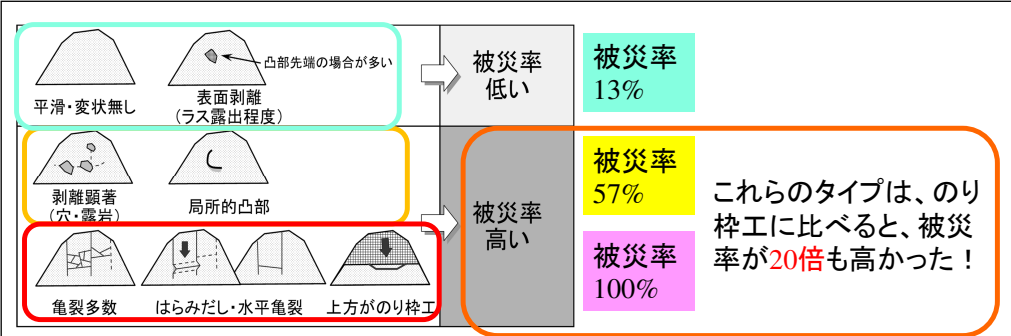 凸部先端の場合が多い
平滑・変状無し
表面剥離
(ラス露出程度)
被災率
低い
被災率
13%
剥離顕著
(穴・露岩)
局所的凸部
亀裂多数
はらみだし・水平亀裂
上方がのり枠工
被災率
高い
被災率
57%
被災率
100%
これらのタイプは、のり
枠工に比べると、被災
率が20倍も高かった！